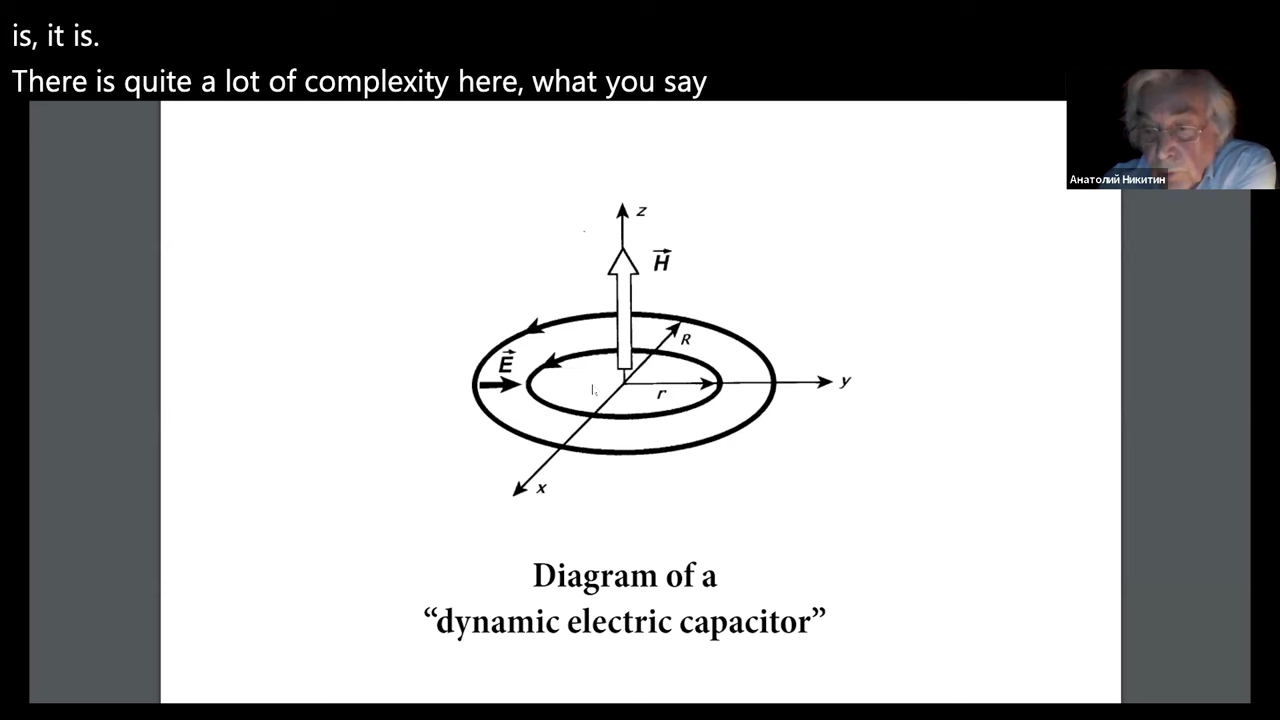 is, it is.
There is quite a lot of complexity here, what you say
Анатолий Никитин
z
H
R
E
r
y
x
Diagram of a
“dynamic electric capacitor”